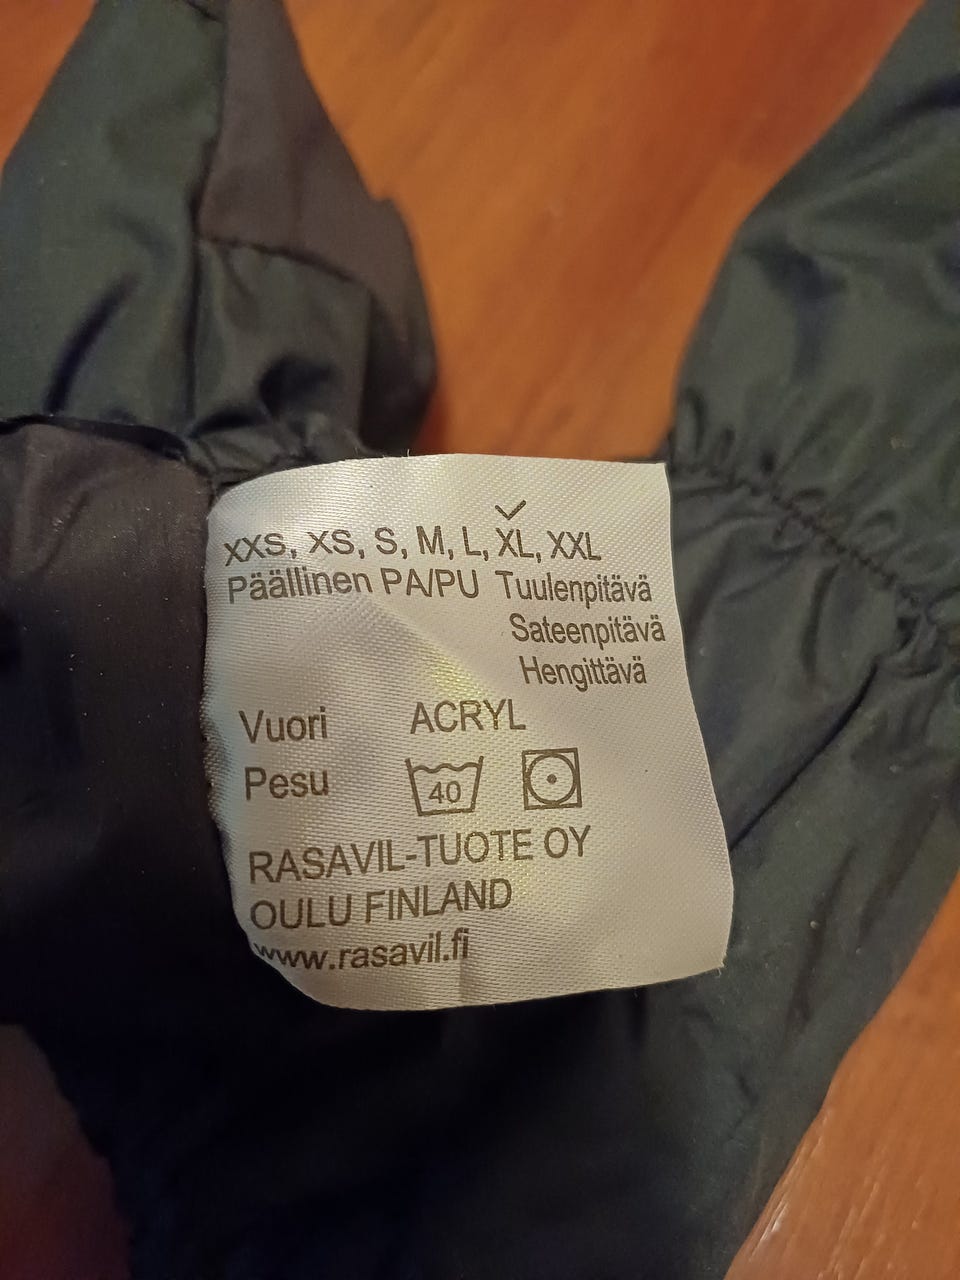 XXS, XS, S, M, L, XL, XXL
Päällinen PA/PU Tuulenpitävä
Sateenpitävä
Hengittävä
Vuori ACRYL
Pesu 40
RASAVIL-TUOTE OY
OULU FINLAND
www.rasavil.fi